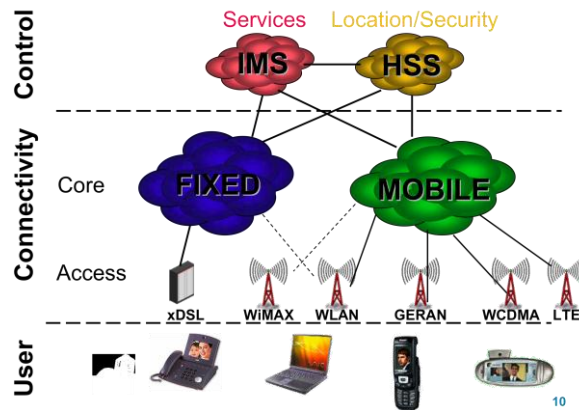 Services Location/Security
Control
IMS HSS
Connectivity
Core
FIXED MOBILE
Access
xDSL WiMAX WLAN GERAN WCDMA LTE
User
10